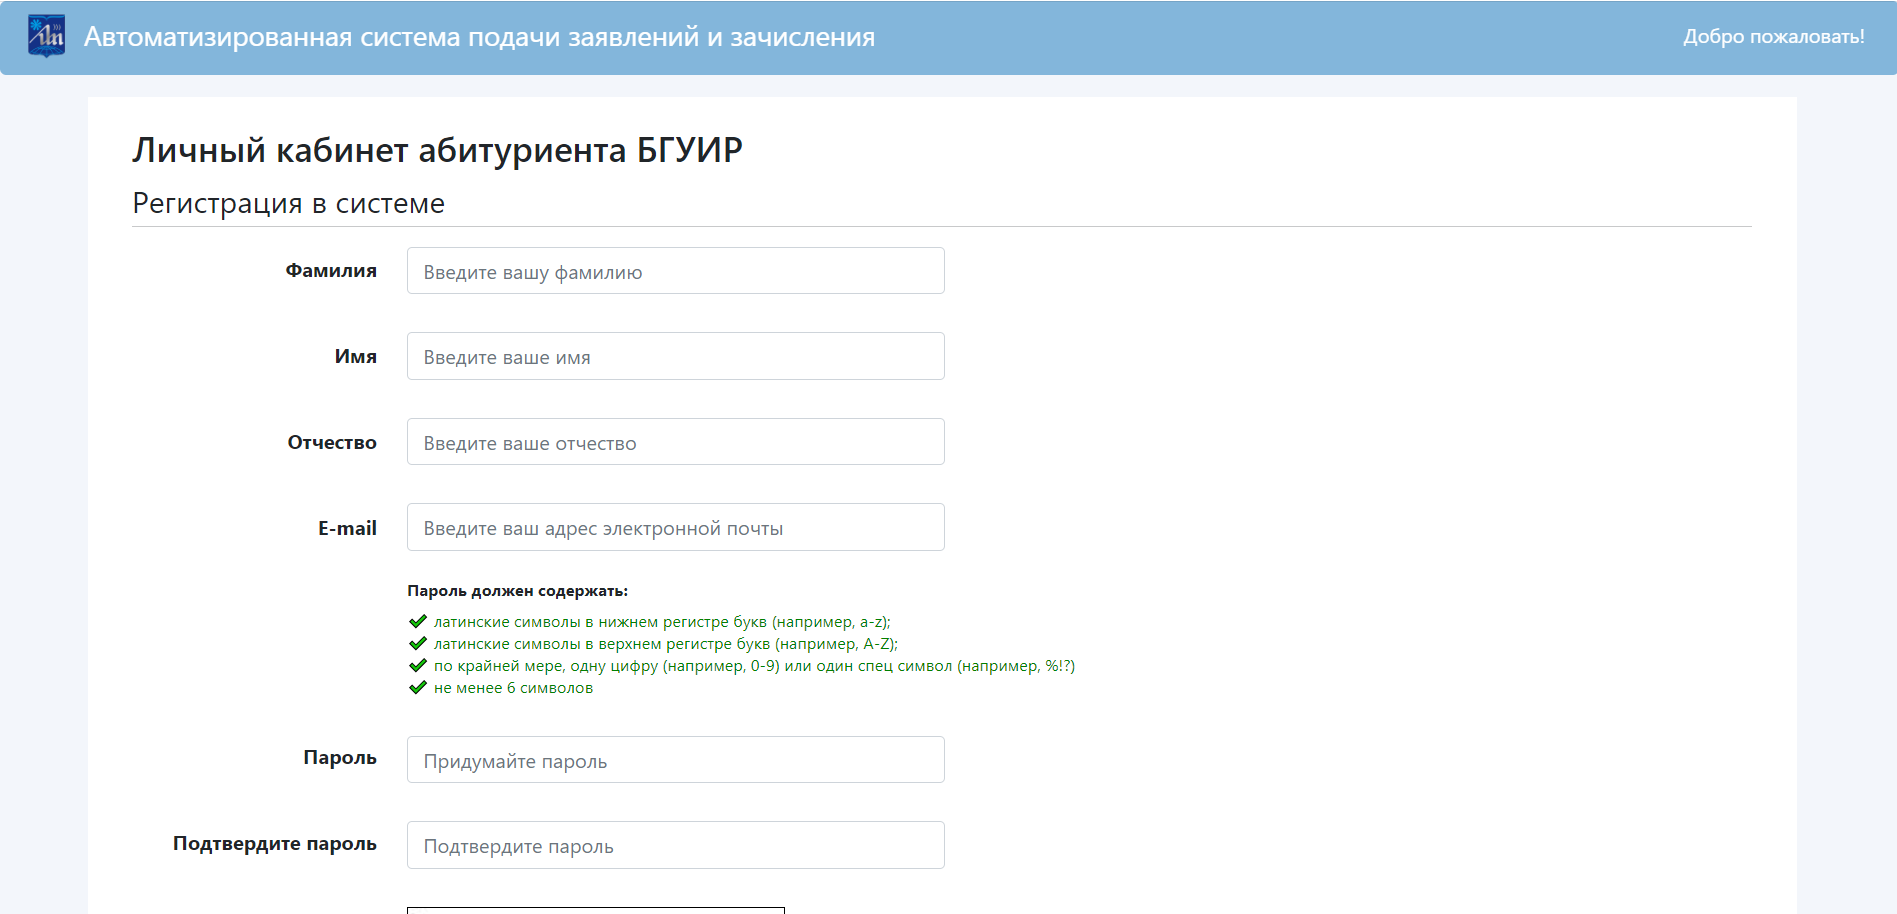 Автоматизированная система подачи заявлений и зачисления
Добро пожаловать!
Личный кабинет абитуриента БГУИР
Регистрация в системе
Фамилия
Введите вашу фамилию
Имя
Введите ваше имя
Отчество
Введите ваше отчество
E-mail
Введите ваш адрес электронной почты
Пароль должен содержать:
латинские символы в нижнем регистре букв (например, a-z);
латинские символы в верхнем регистре букв (например, A-Z);
по крайней мере, одну цифру (например, 0-9) или один спец символ (например, %!?)
не менее 6 символов
Пароль
Придумайте пароль
Подтвердите пароль
Подтвердите пароль